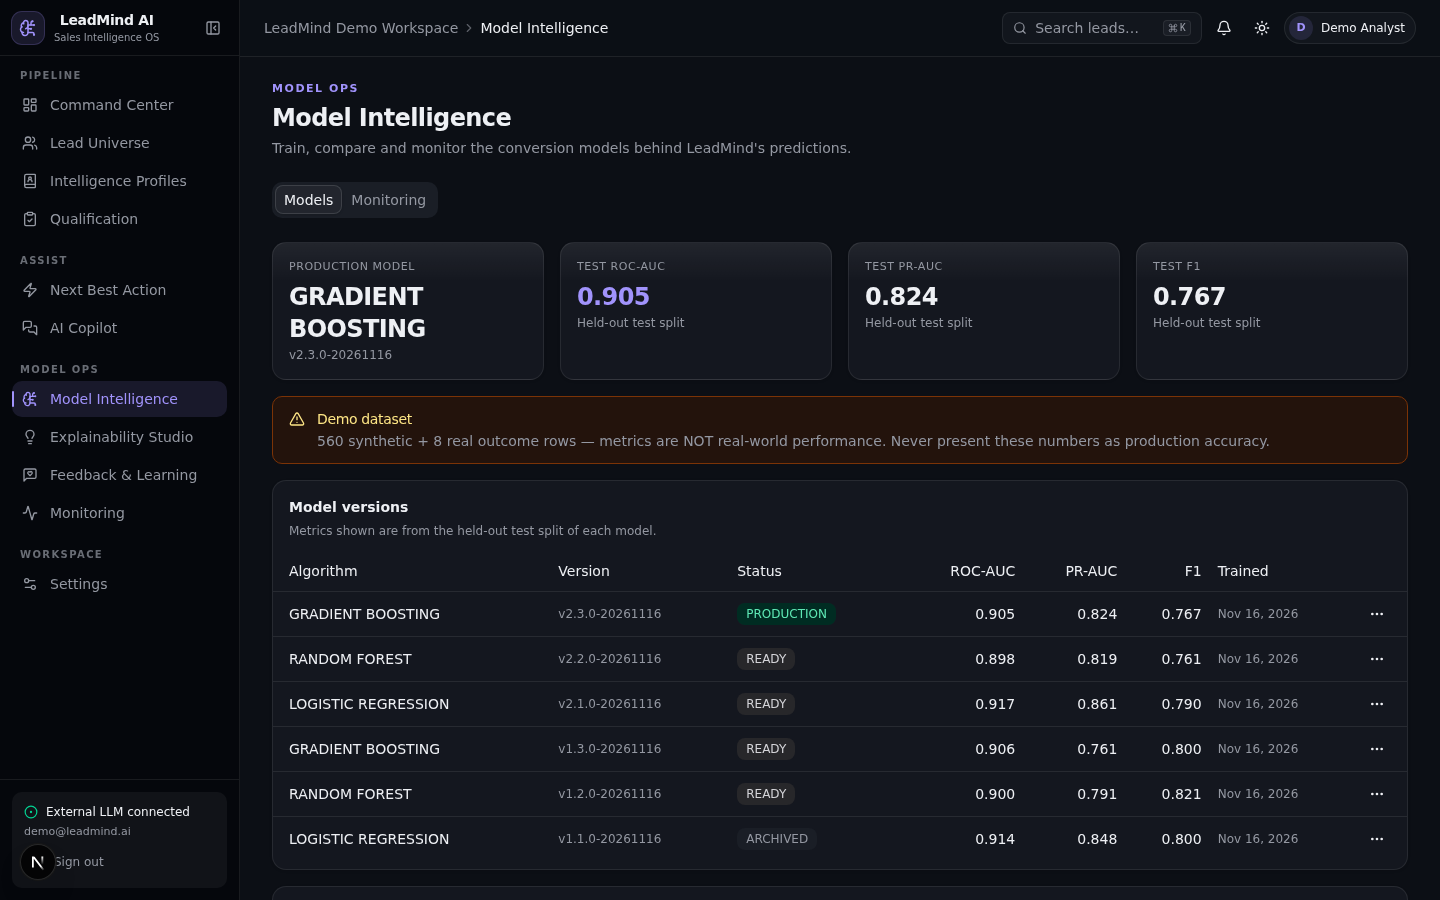 LeadMind AI
Sales Intelligence OS
PIPELINE
Command Center
Lead Universe
Intelligence Profiles
Qualification
ASSIST
Next Best Action
AI Copilot
MODEL OPS
Model Intelligence
Explainability Studio
Feedback & Learning
Monitoring
WORKSPACE
Settings
External LLM connected
demo@leadmind.ai
Sign out
LeadMind Demo Workspace > Model Intelligence
Search leads... ⌘K
D Demo Analyst
MODEL OPS
Model Intelligence
Train, compare and monitor the conversion models behind LeadMind's predictions.
Models Monitoring
PRODUCTION MODEL
GRADIENT
BOOSTING
v2.3.0-20261116
TEST ROC-AUC
0.905
Held-out test split
TEST PR-AUC
0.824
Held-out test split
TEST F1
0.767
Held-out test split
Demo dataset
560 synthetic + 8 real outcome rows — metrics are NOT real-world performance. Never present these numbers as production accuracy.
Model versions
Metrics shown are from the held-out test split of each model.
Algorithm Version Status ROC-AUC PR-AUC F1 Trained
GRADIENT BOOSTING v2.3.0-20261116 PRODUCTION 0.905 0.824 0.767 Nov 16, 2026
RANDOM FOREST v2.2.0-20261116 READY 0.898 0.819 0.761 Nov 16, 2026
LOGISTIC REGRESSION v2.1.0-20261116 READY 0.917 0.861 0.790 Nov 16, 2026
GRADIENT BOOSTING v1.3.0-20261116 READY 0.906 0.761 0.800 Nov 16, 2026
RANDOM FOREST v1.2.0-20261116 READY 0.900 0.791 0.821 Nov 16, 2026
LOGISTIC REGRESSION v1.1.0-20261116 ARCHIVED 0.914 0.848 0.800 Nov 16, 2026